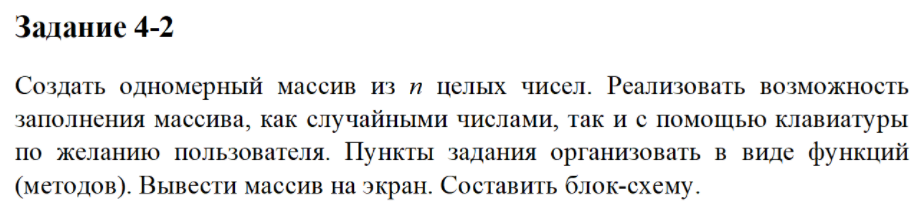 Задание 4-2
Создать одномерный массив из n целых чисел. Реализовать возможность
заполнения массива, как случайными числами, так и с помощью клавиатуры
по желанию пользователя. Пункты задания организовать в виде функций
(методов). Вывести массив на экран. Составить блок-схему.